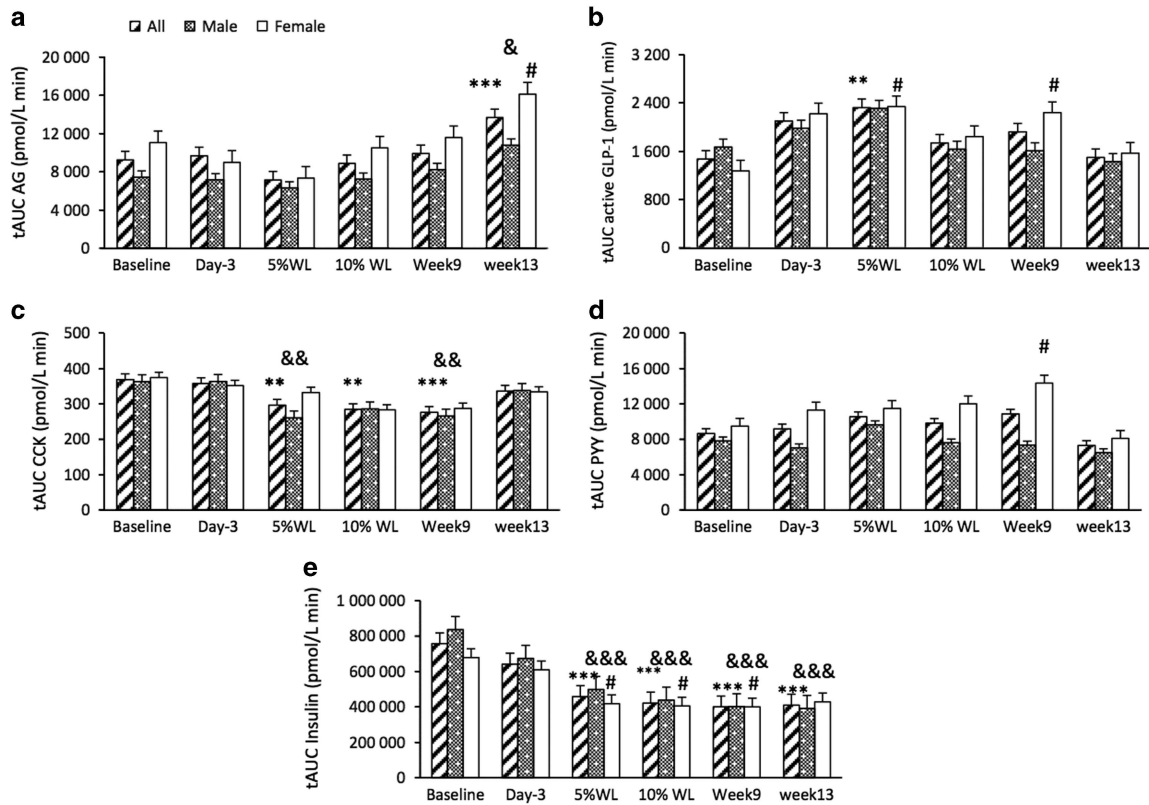 a
All Male Female
tAUC AG (pmol/L min)
20 000
16 000
12 000
8 000
4 000
0
&
*** #
Baseline Day-3 5%WL 10% WL Week9 week13
b
tAUC active GLP-1 (pmol/L min)
3 200
2 400
1600
800
0
** # #
Baseline Day-3 5%WL 10% WL Week9 week13
c
tAUC CCK (pmol/L min)
500
400
300
200
100
0
&& &&
** ** ***
Baseline Day-3 5%WL 10% WL Week9 week13
d
tAUC PYY (pmol/L min)
20 000
16 000
12 000
8 000
4 000
0
#
Baseline Day-3 5%WL 10% WL Week9 week13
e
tAUC Insulin (pmol/L min)
1 000 000
800 000
600 000
400 000
200 000
0
&&& &&& &&& &&&
*** # *** # *** # ***
Baseline Day-3 5%WL 10% WL Week9 week13